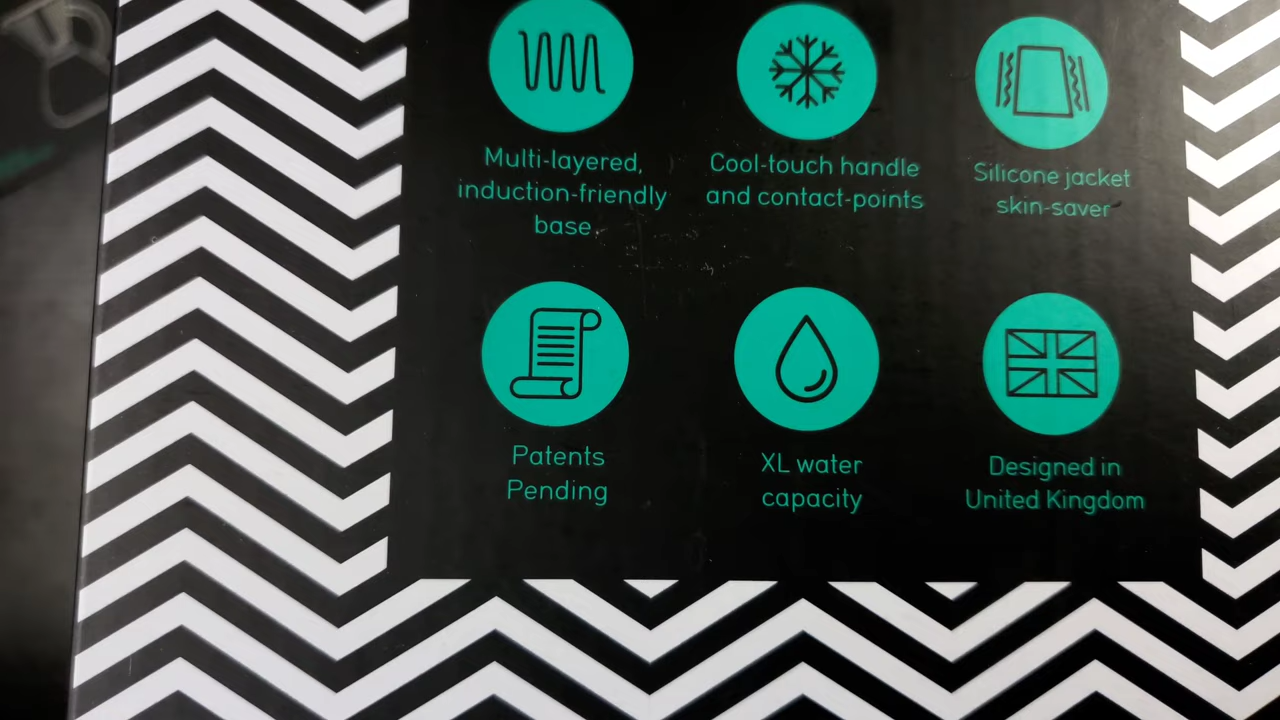 Multi-layered,
induction-friendly
base
Cool-touch handle
and contact-points
Silicone jacket
skin-saver
Patents
Pending
XL water
capacity
Designed in
United Kingdom